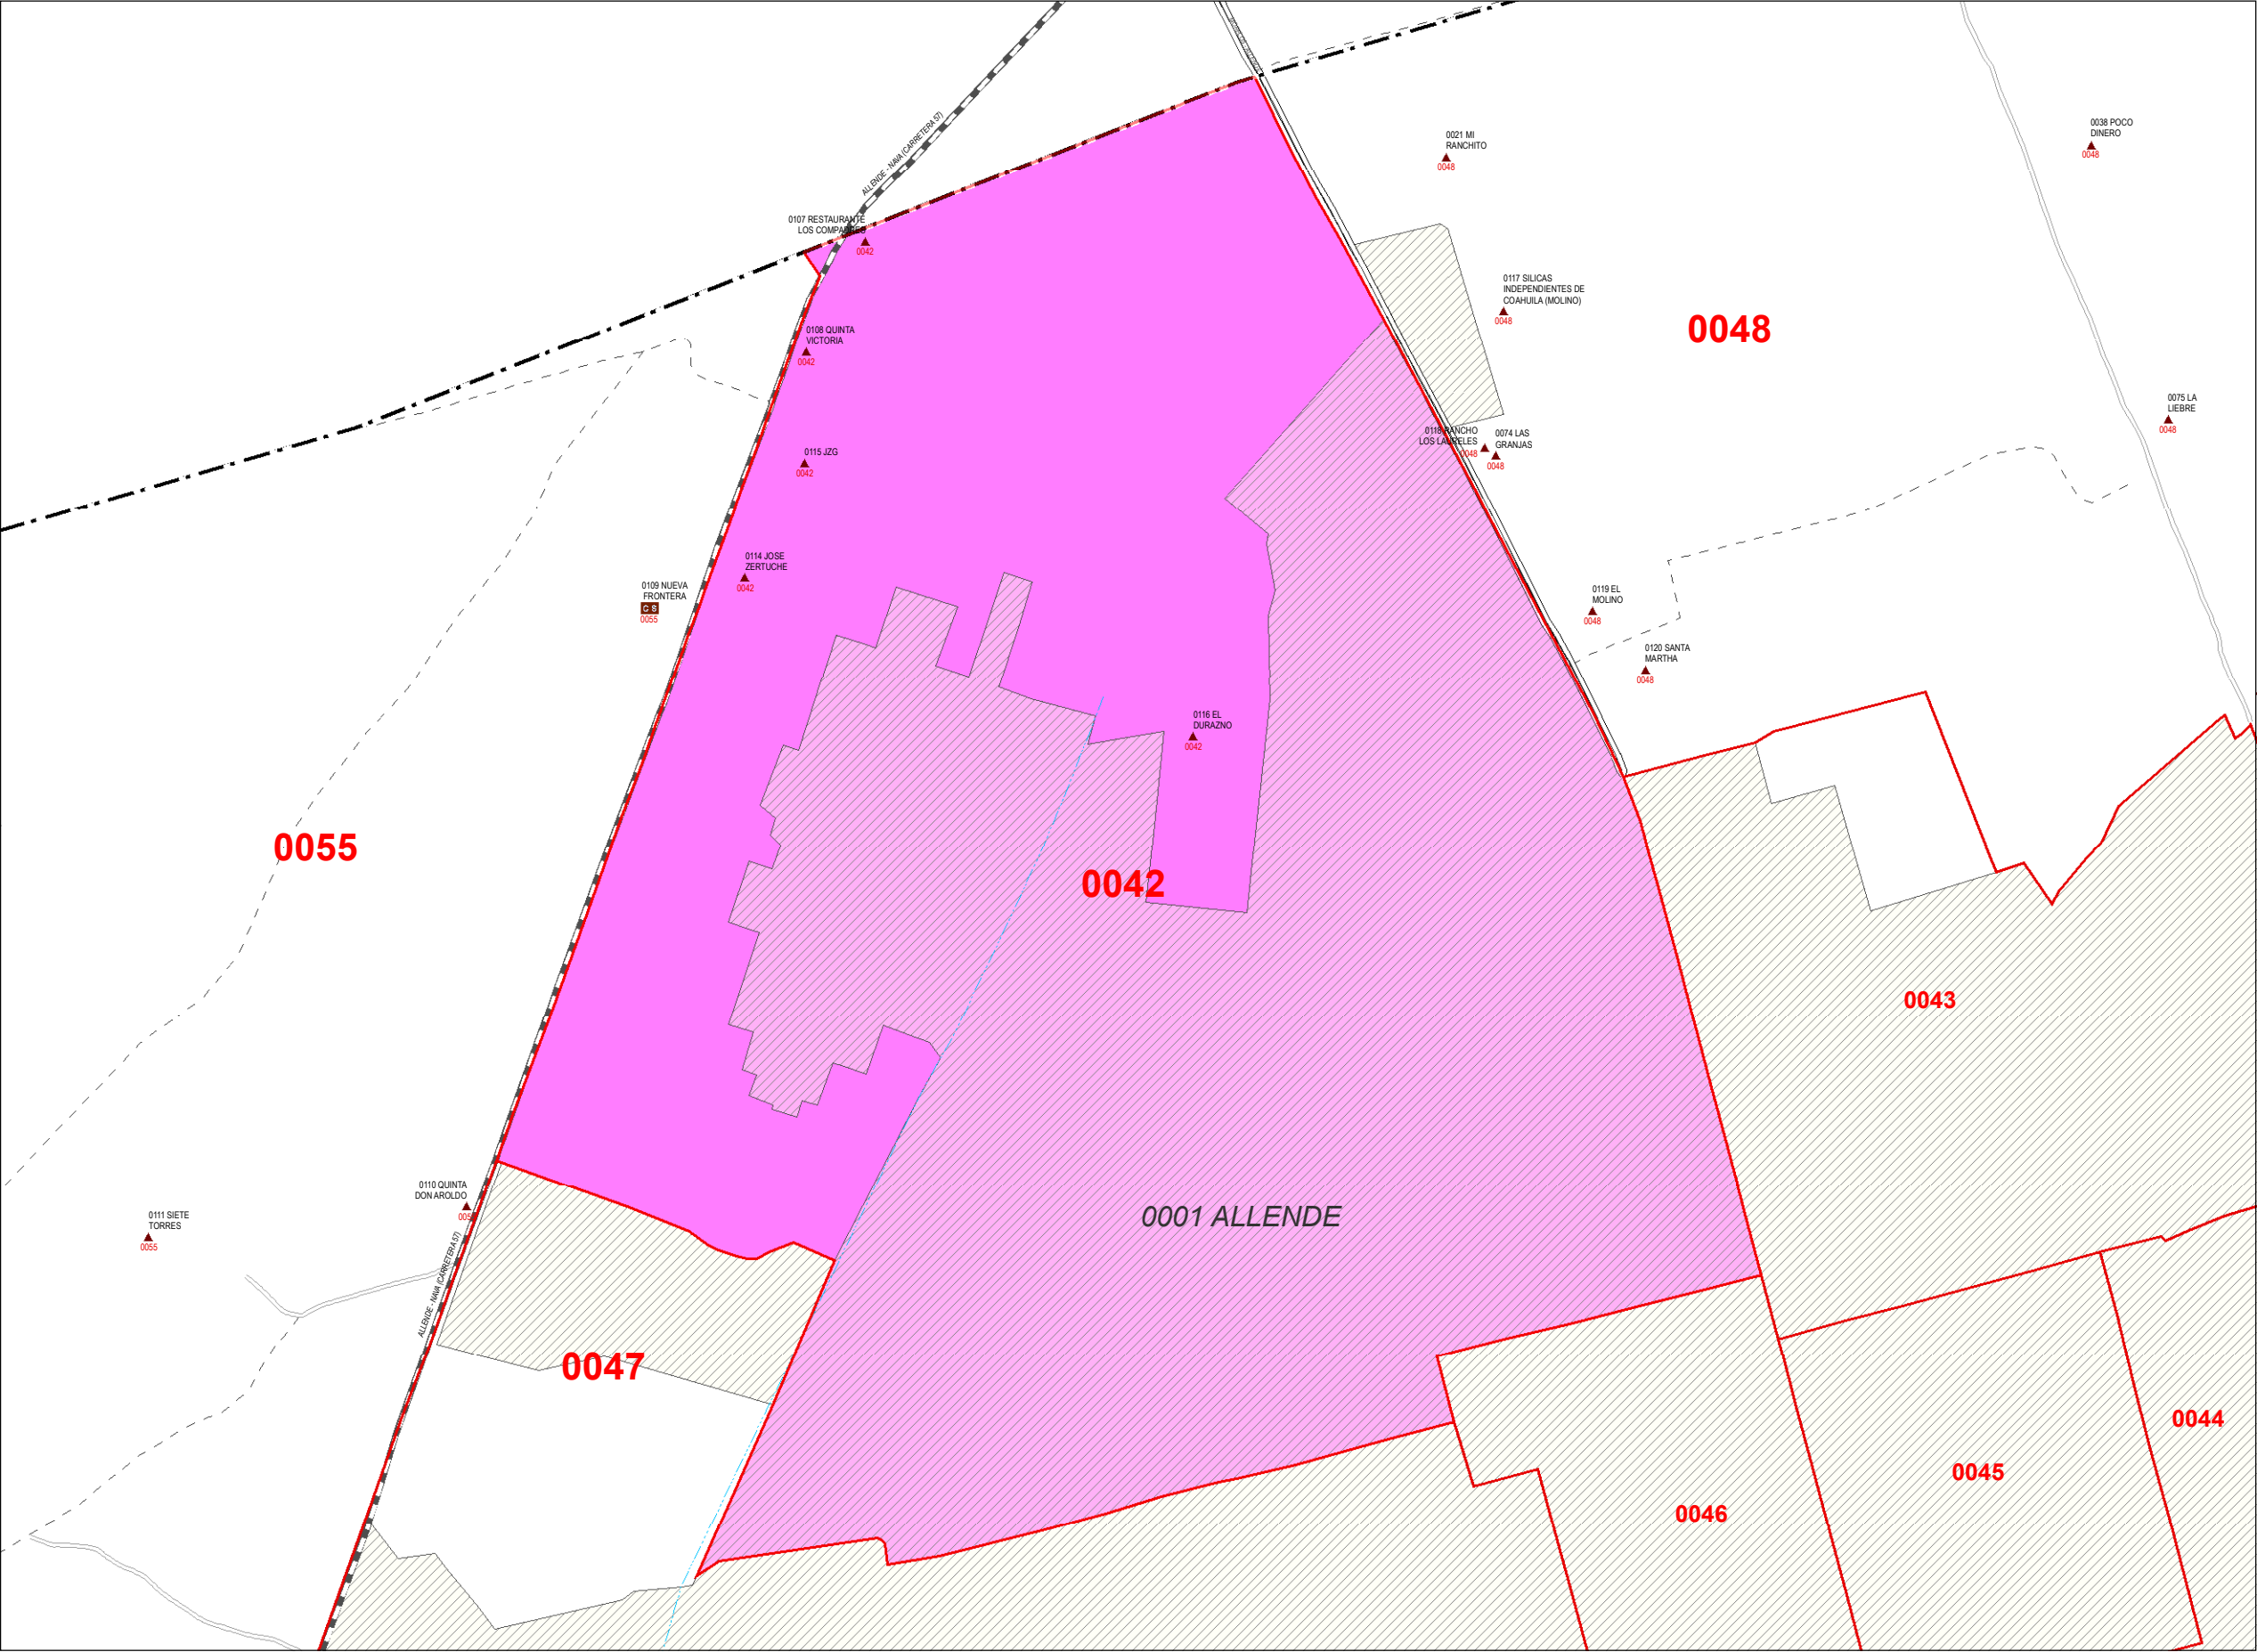 ALLENDE - NAVA (CARRETERA 57)
0021 MI
RANCHITO
0048
0038 POCO
DINERO
0048
0107 RESTAURANTE
LOS COMPADRES
0042
0117 SILICAS
INDEPENDIENTES DE
COAHUILA (MOLINO)
0048
0048
0108 QUINTA
VICTORIA
0042
0075 LA
LIEBRE
0048
0118 RANCHO
LOS LAURELES
0048
0074 LAS
GRANJAS
0048
0115 JZG
0042
0114 JOSE
ZERTUCHE
0042
0109 NUEVA
FRONTERA
C S
0055
0119 EL
MOLINO
0048
0120 SANTA
MARTHA
0048
0116 EL
DURAZNO
0042
0055
0042
0043
0110 QUINTA
DON AROLDO
0111 SIETE
TORRES
0055
0001 ALLENDE
ALLENDE - NAVA (CARRETERA 57)
0047
0044
0045
0046